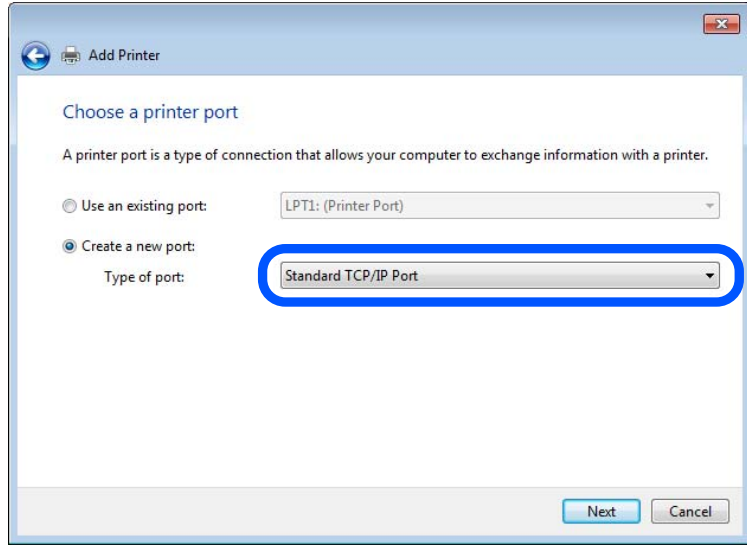 Add Printer
Choose a printer port
A printer port is a type of connection that allows your computer to exchange information with a printer.
Use an existing port: LPT1: (Printer Port)
Create a new port:
Type of port: Standard TCP/IP Port
Next Cancel